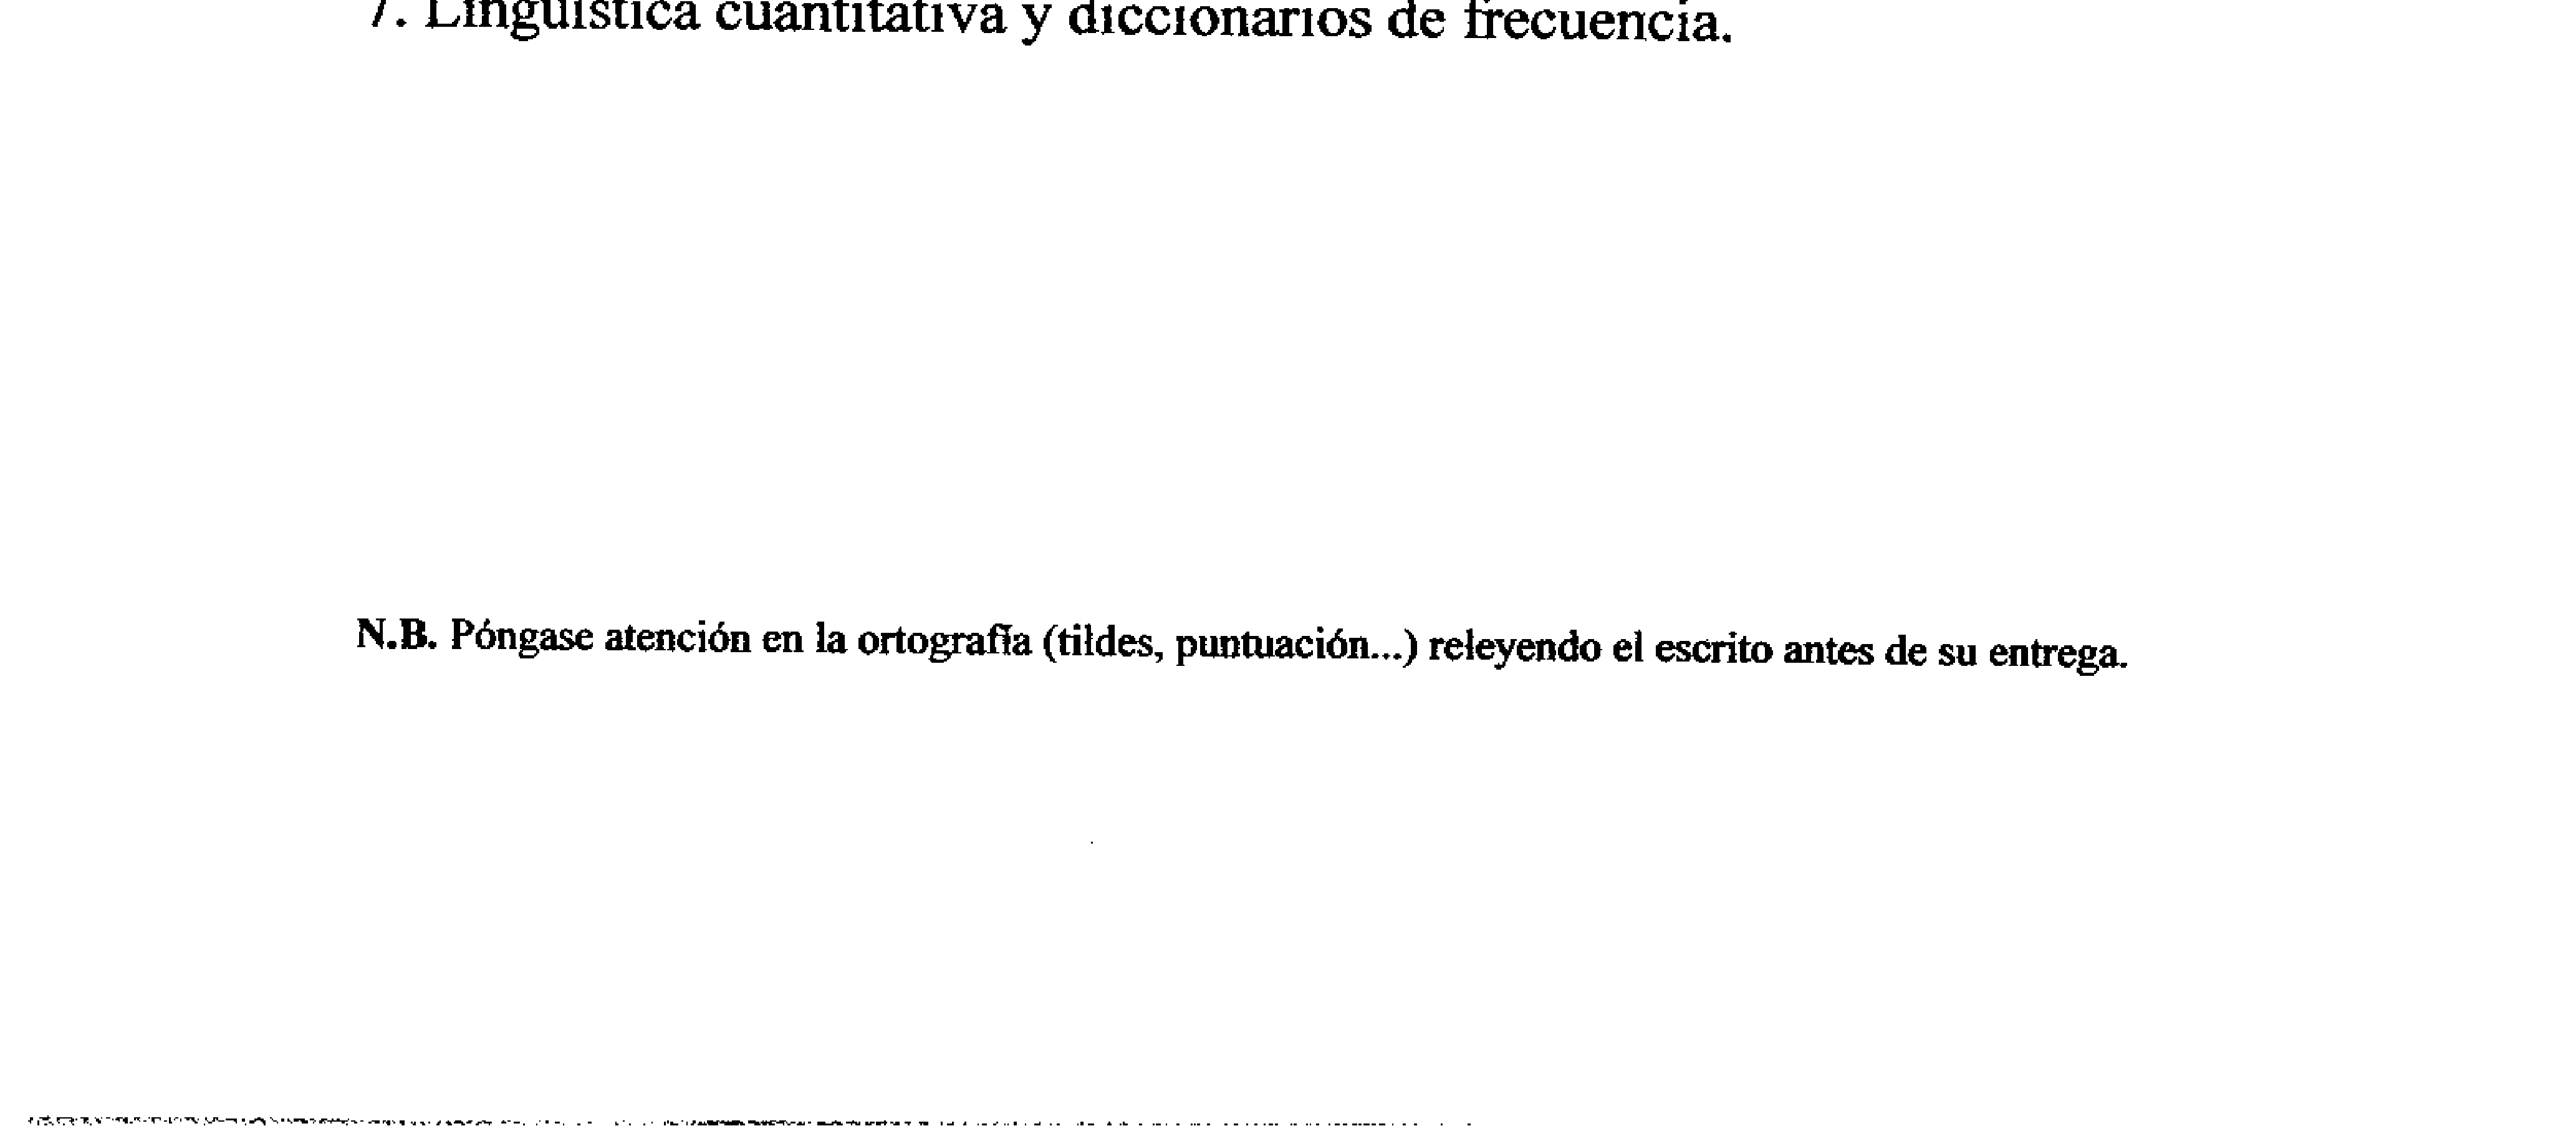 7. Lingüística cuantitativa y diccionarios de frecuencia.
N.B. Póngase atención en la ortografía (tildes, puntuación...) releyendo el escrito antes de su entrega.